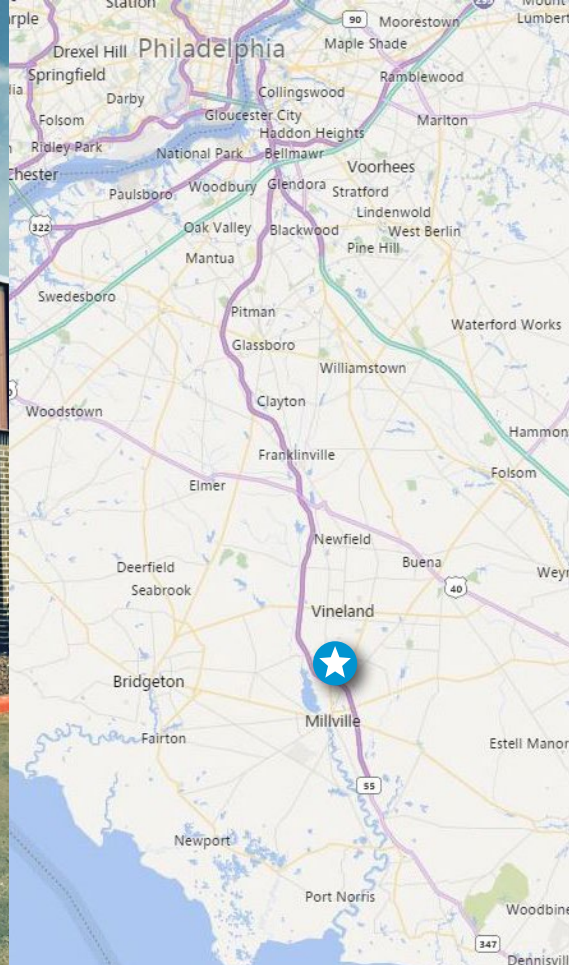 Station
90
Moorestown
Lumbert
Maple Shade
Drexel Hill
Philadelphia
Springfield
Ramblewood
Darby
Collingswood
Folsom
Gloucester City
Marlton
Haddon Heights
Ridley Park
National Park
Bellmawr
Chester
Voorhees
Paulsboro
Woodbury
Glendora
Stratford
Lindenwold
322
Oak Valley
Blackwood
West Berlin
Pine Hill
Mantua
Swedesboro
Pitman
Waterford Works
Glassboro
Williamstown
Woodstown
Clayton
Hammon
Franklinville
Folsom
Elmer
Newfield
Buena
Deerfield
Weyr
Seabrook
40
Vineland
Bridgeton
Millville
Fairton
Estell Manor
55
Newport
Port Norris
Woodbine
347
Dennisvill